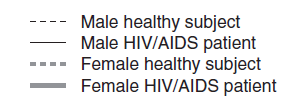 Male healthy subject
Male HIV/AIDS patient
Female healthy subject
Female HIV/AIDS patient